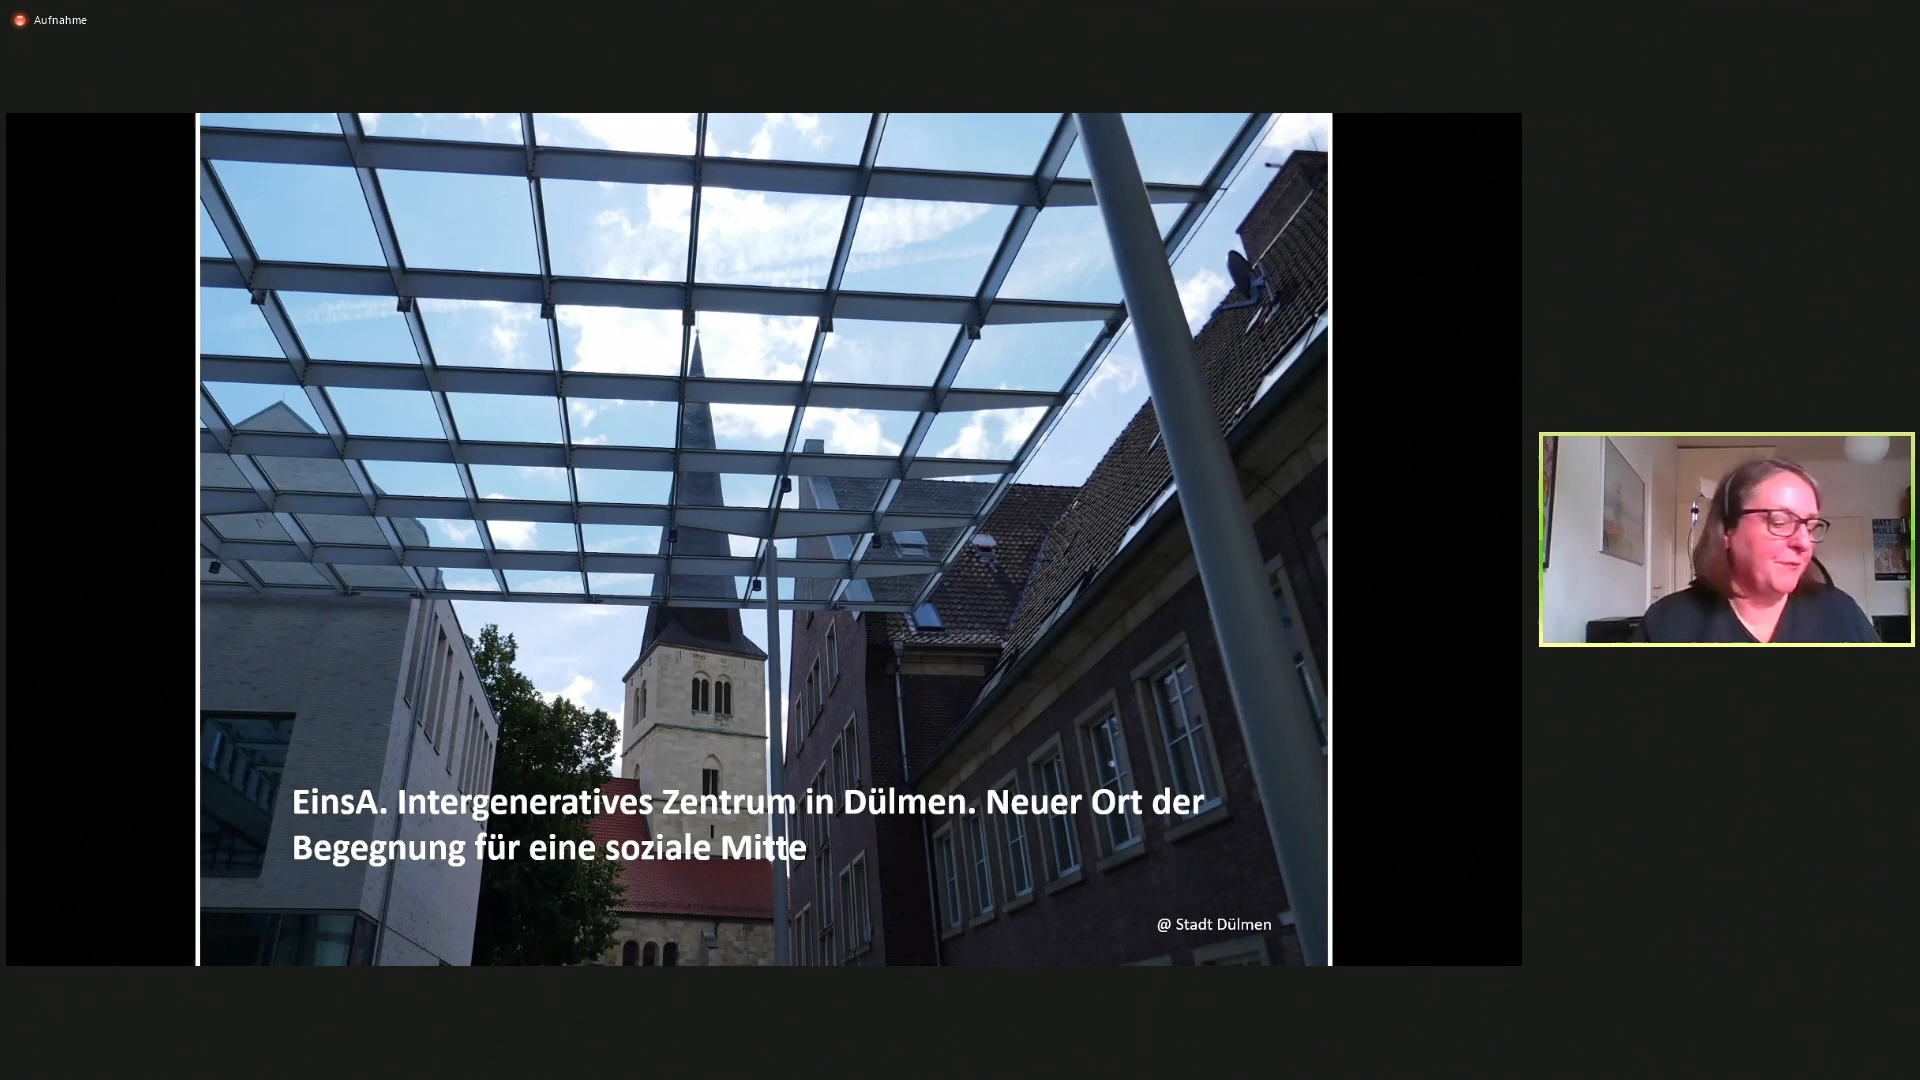 Aufnahme
EinsA. Intergeneratives Zentrum in Dülmen. Neuer Ort der
Begegnung für eine soziale Mitte
@ Stadt Dülmen